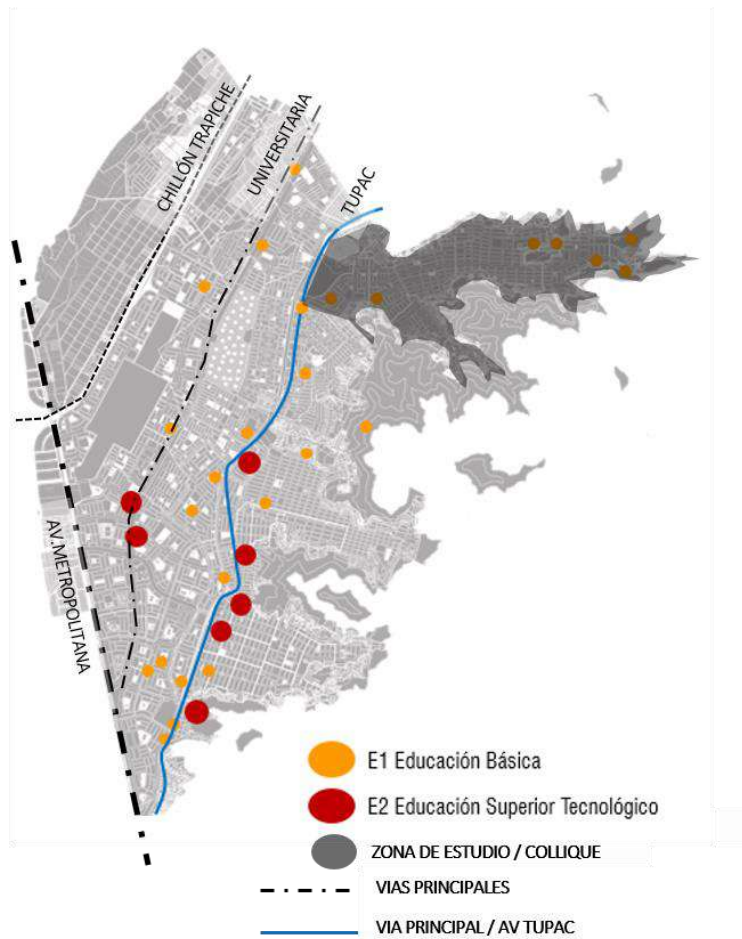 CHILLÓN TRAPICHE
UNIVERSITARIA
TUPAC
AV.METROPOLITANA
E1 Educación Básica
E2 Educación Superior Tecnológico
ZONA DE ESTUDIO / COLLIQUE
VIAS PRINCIPALES
VIA PRINCIPAL / AV TUPAC